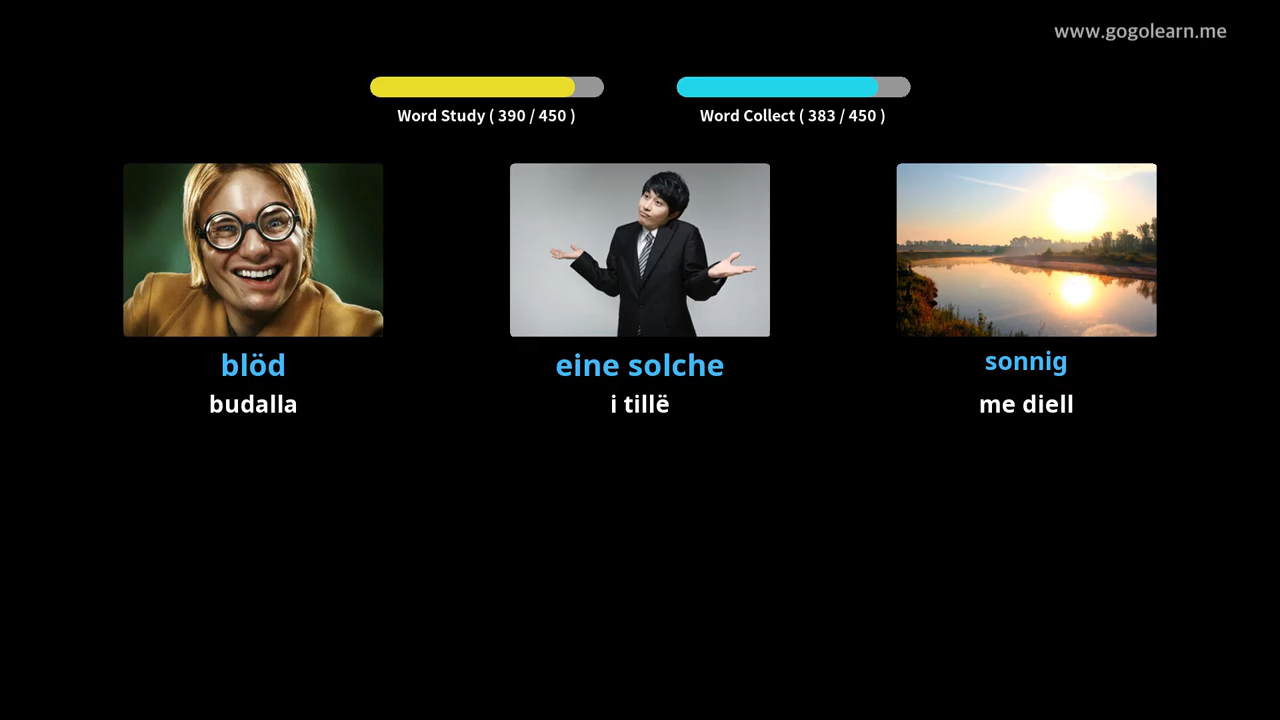 www.gogolearn.me
Word Study ( 390 / 450 )
Word Collect ( 383 / 450 )
blöd
eine solche
sonnig
budalla
i tillë
me diell